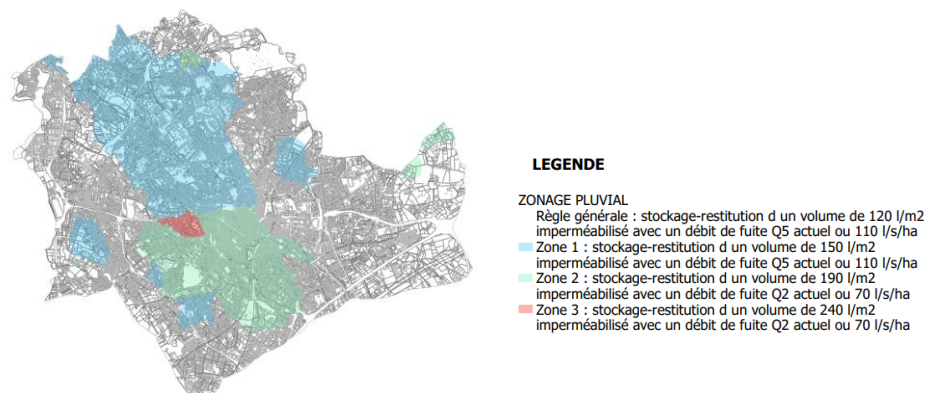 LEGENDE
ZONAGE PLUVIAL
Règle générale : stockage-restitution d un volume de 120 l/m2
imperméabilisé avec un débit de fuite Q5 actuel ou 110 l/s/ha
Zone 1 : stockage-restitution d un volume de 150 l/m2
imperméabilisé avec un débit de fuite Q5 actuel ou 110 l/s/ha
Zone 2 : stockage-restitution d un volume de 190 l/m2
imperméabilisé avec un débit de fuite Q2 actuel ou 70 l/s/ha
Zone 3 : stockage-restitution d un volume de 240 l/m2
imperméabilisé avec un débit de fuite Q2 actuel ou 70 l/s/ha